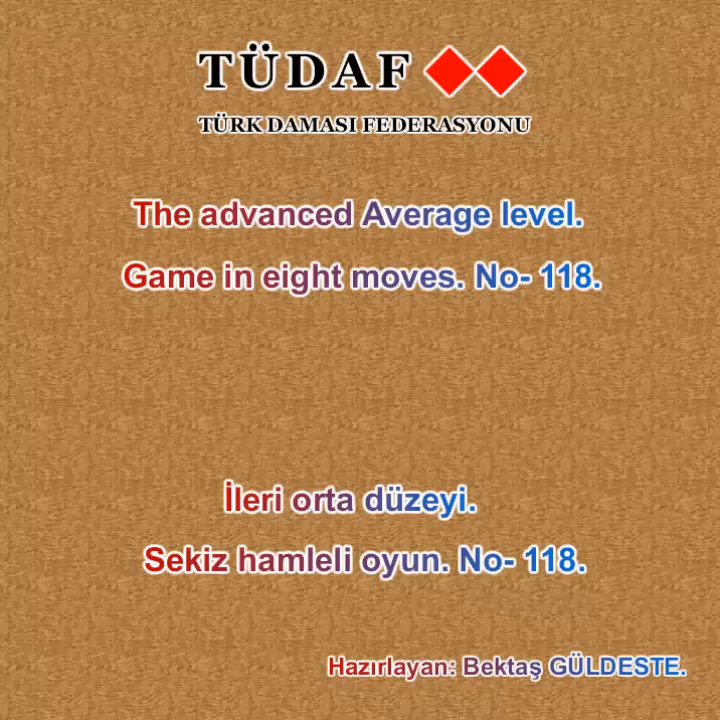 TÜDAF
TÜRK DAMASI FEDERASYONU
The advanced Average level.
Game in eight moves. No- 118.
İleri orta düzeyi.
Sekiz hamleli oyun. No- 118.
Hazırlayan: Bektaş GÜLDESTE.